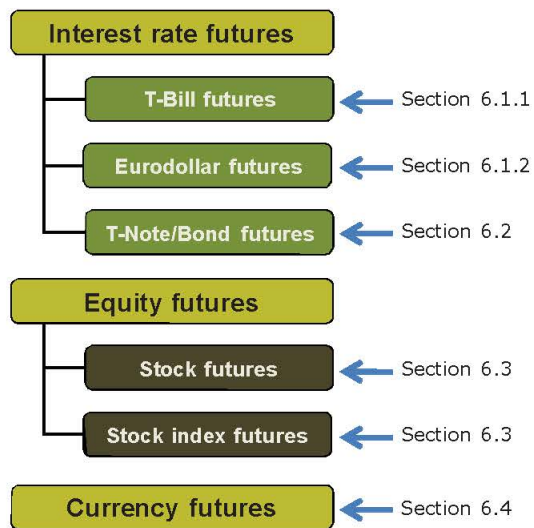 Interest rate futures
T-Bill futures Section 6.1.1
Eurodollar futures Section 6.1.2
T-Note/Bond futures Section 6.2
Equity futures
Stock futures Section 6.3
Stock index futures Section 6.3
Currency futures Section 6.4